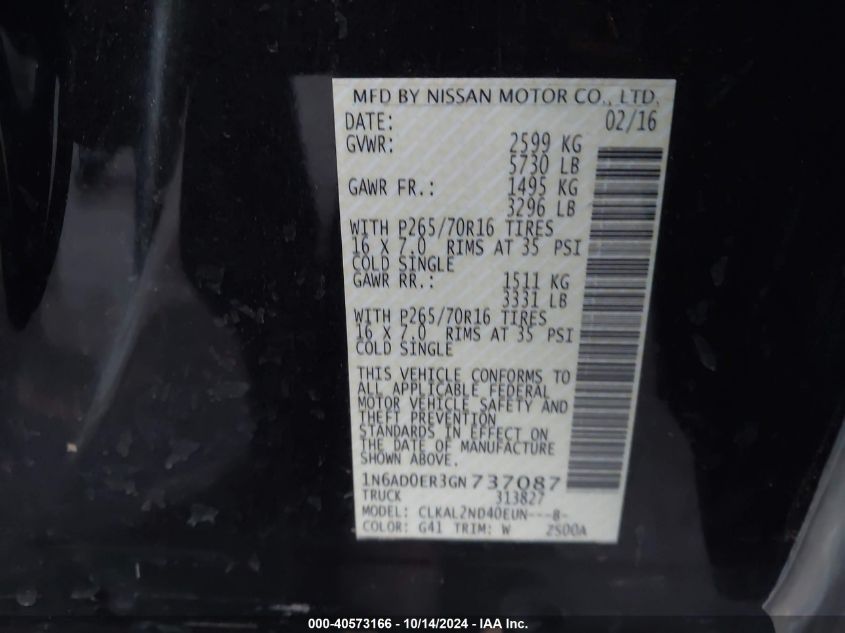 MFD BY NISSAN MOTOR CO., LTD.
DATE: 02/16
GVWR: 2599 KG
5730 LB
GAWR FR.: 1495 KG
3296 LB
WITH P265/70R16 TIRES
16 X 7.0 RIMS AT 35 PSI
COLD SINGLE
GAWR RR.: 1511 KG
3331 LB
WITH P265/70R16 TIRES
16 X 7.0 RIMS AT 35 PSI
COLD SINGLE
THIS VEHICLE CONFORMS TO
ALL APPLICABLE FEDERAL
MOTOR VEHICLE SAFETY AND
THEFT PREVENTION
STANDARDS IN EFFECT ON
THE DATE OF MANUFACTURE
SHOWN ABOVE.
1N6AD0ER3GN737087
TRUCK 313827
MODEL: CLKAL2ND40EUN---8-
COLOR: G41 TRIM: W 2S00A
000-40573166 - 10/14/2024 - IAA Inc.